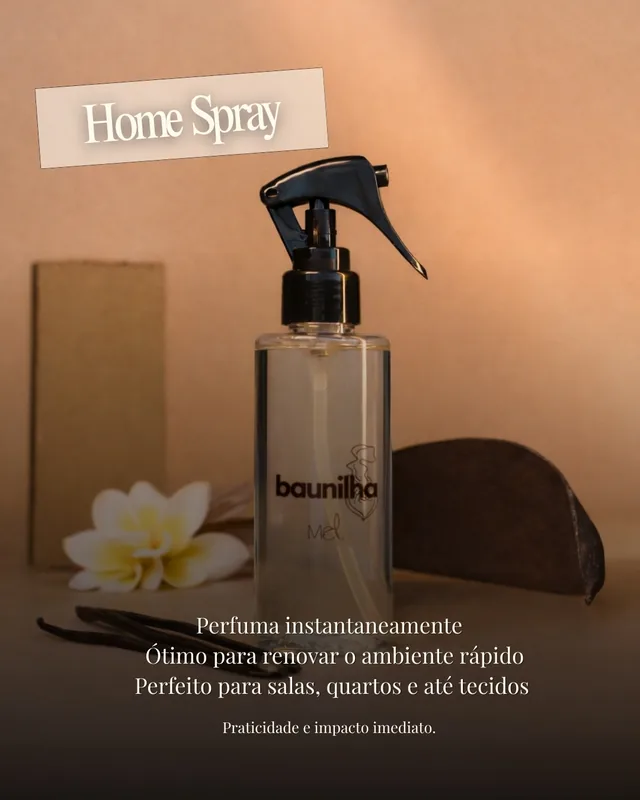 Home Spray
baunilha
Mel
Perfuma instantaneamente
Ótimo para renovar o ambiente rápido
Perfeito para salas, quartos e até tecidos
Praticidade e impacto imediato.